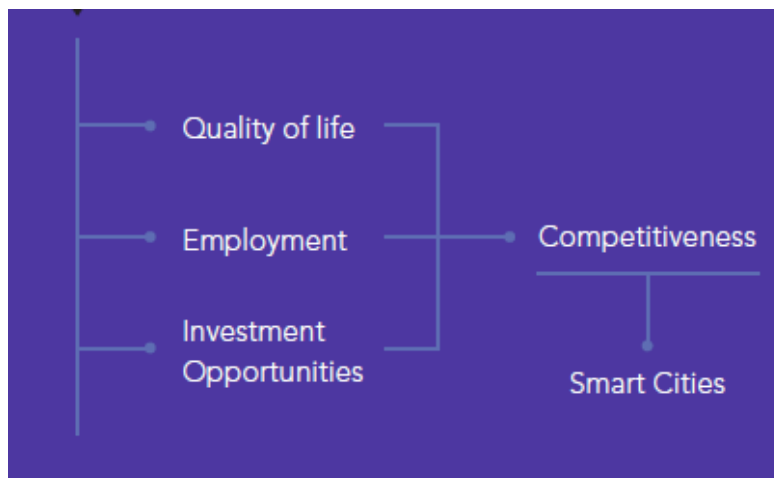 Quality of life
Employment
Investment
Opportunities
Competitiveness
Smart Cities